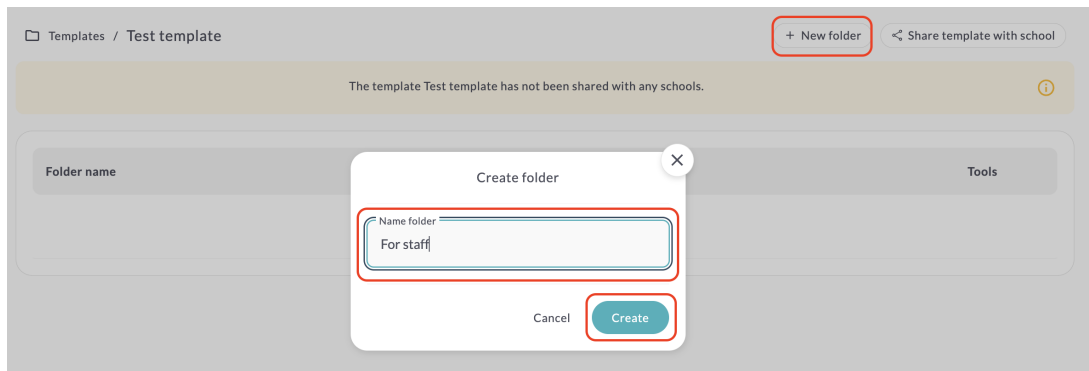 Templates / Test template
+ New folder
Share template with school
The template Test template has not been shared with any schools.
Folder name
Tools
Create folder
Name folder
For staff
Cancel
Create